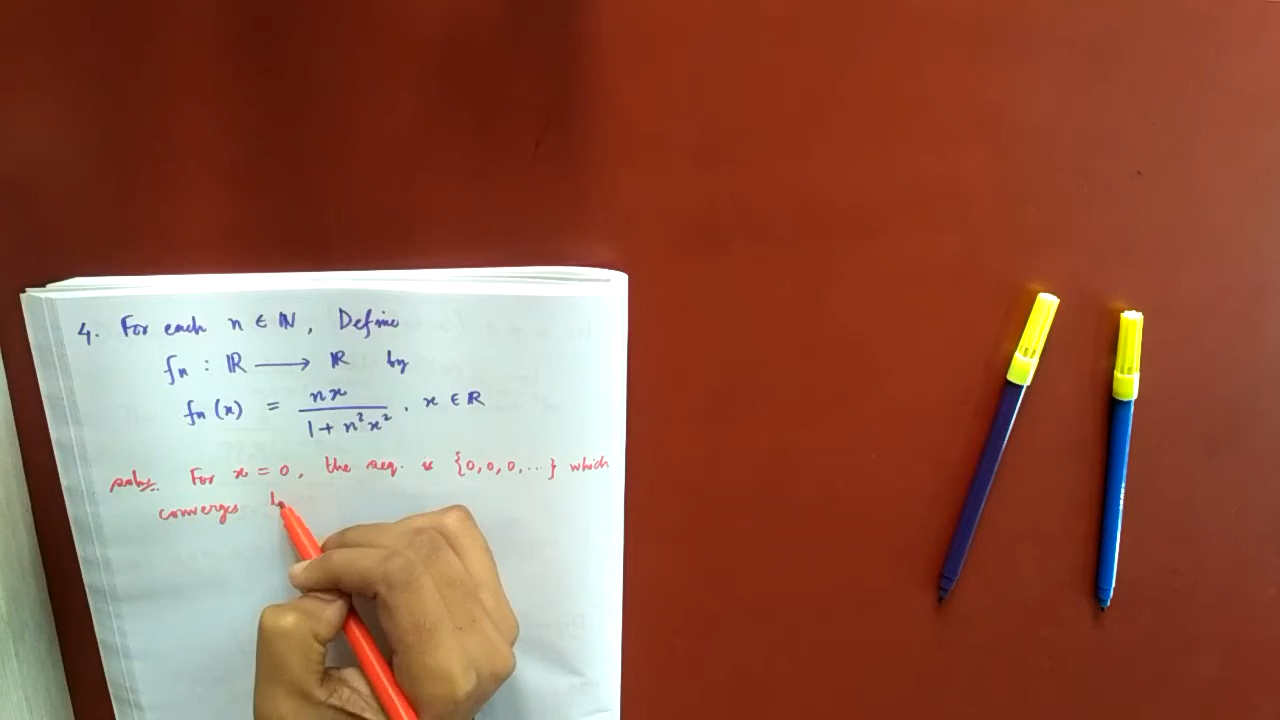 4. For each n ∈ ℕ, Define
fn : ℝ ⟶ ℝ by
fn(x) = nx / 1 + n²x² . x ∈ ℝ
soln. For x = 0, the seq. is {0, 0, 0, ...} which
converges